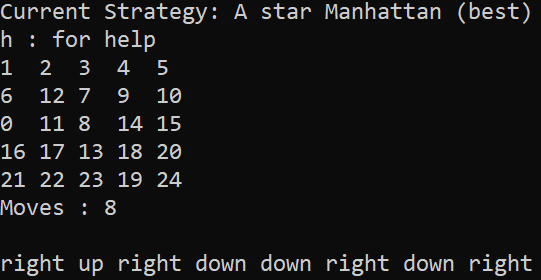 Current Strategy: A star Manhattan (best)
h : for help
1 2 3 4 5
6 12 7 9 10
0 11 8 14 15
16 17 13 18 20
21 22 23 19 24
Moves : 8
right up right down down right down right